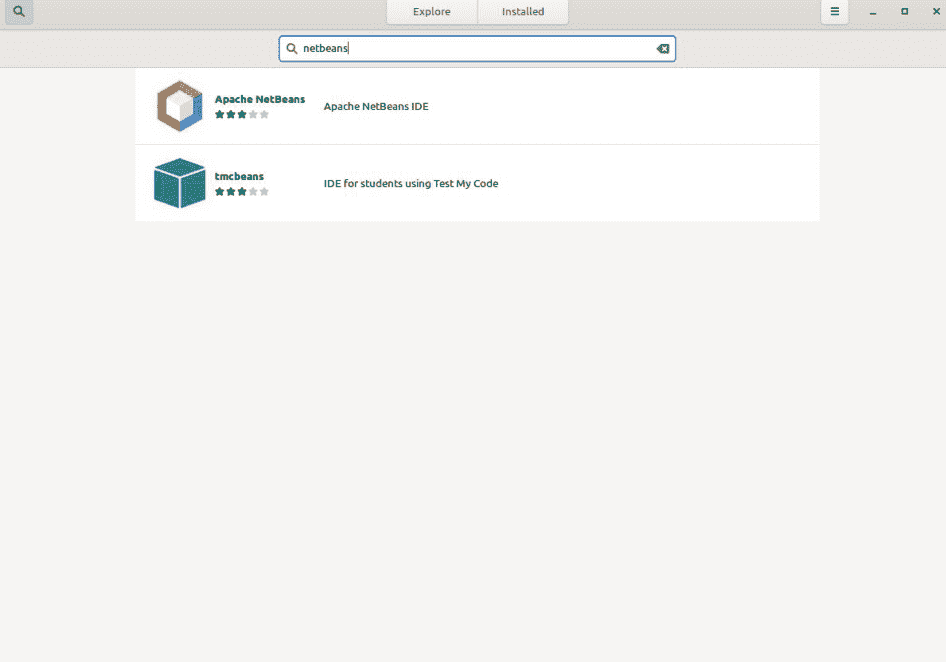 Explore Installed
netbeans
Apache NetBeans
Apache NetBeans IDE
tmcbeans
IDE for students using Test My Code